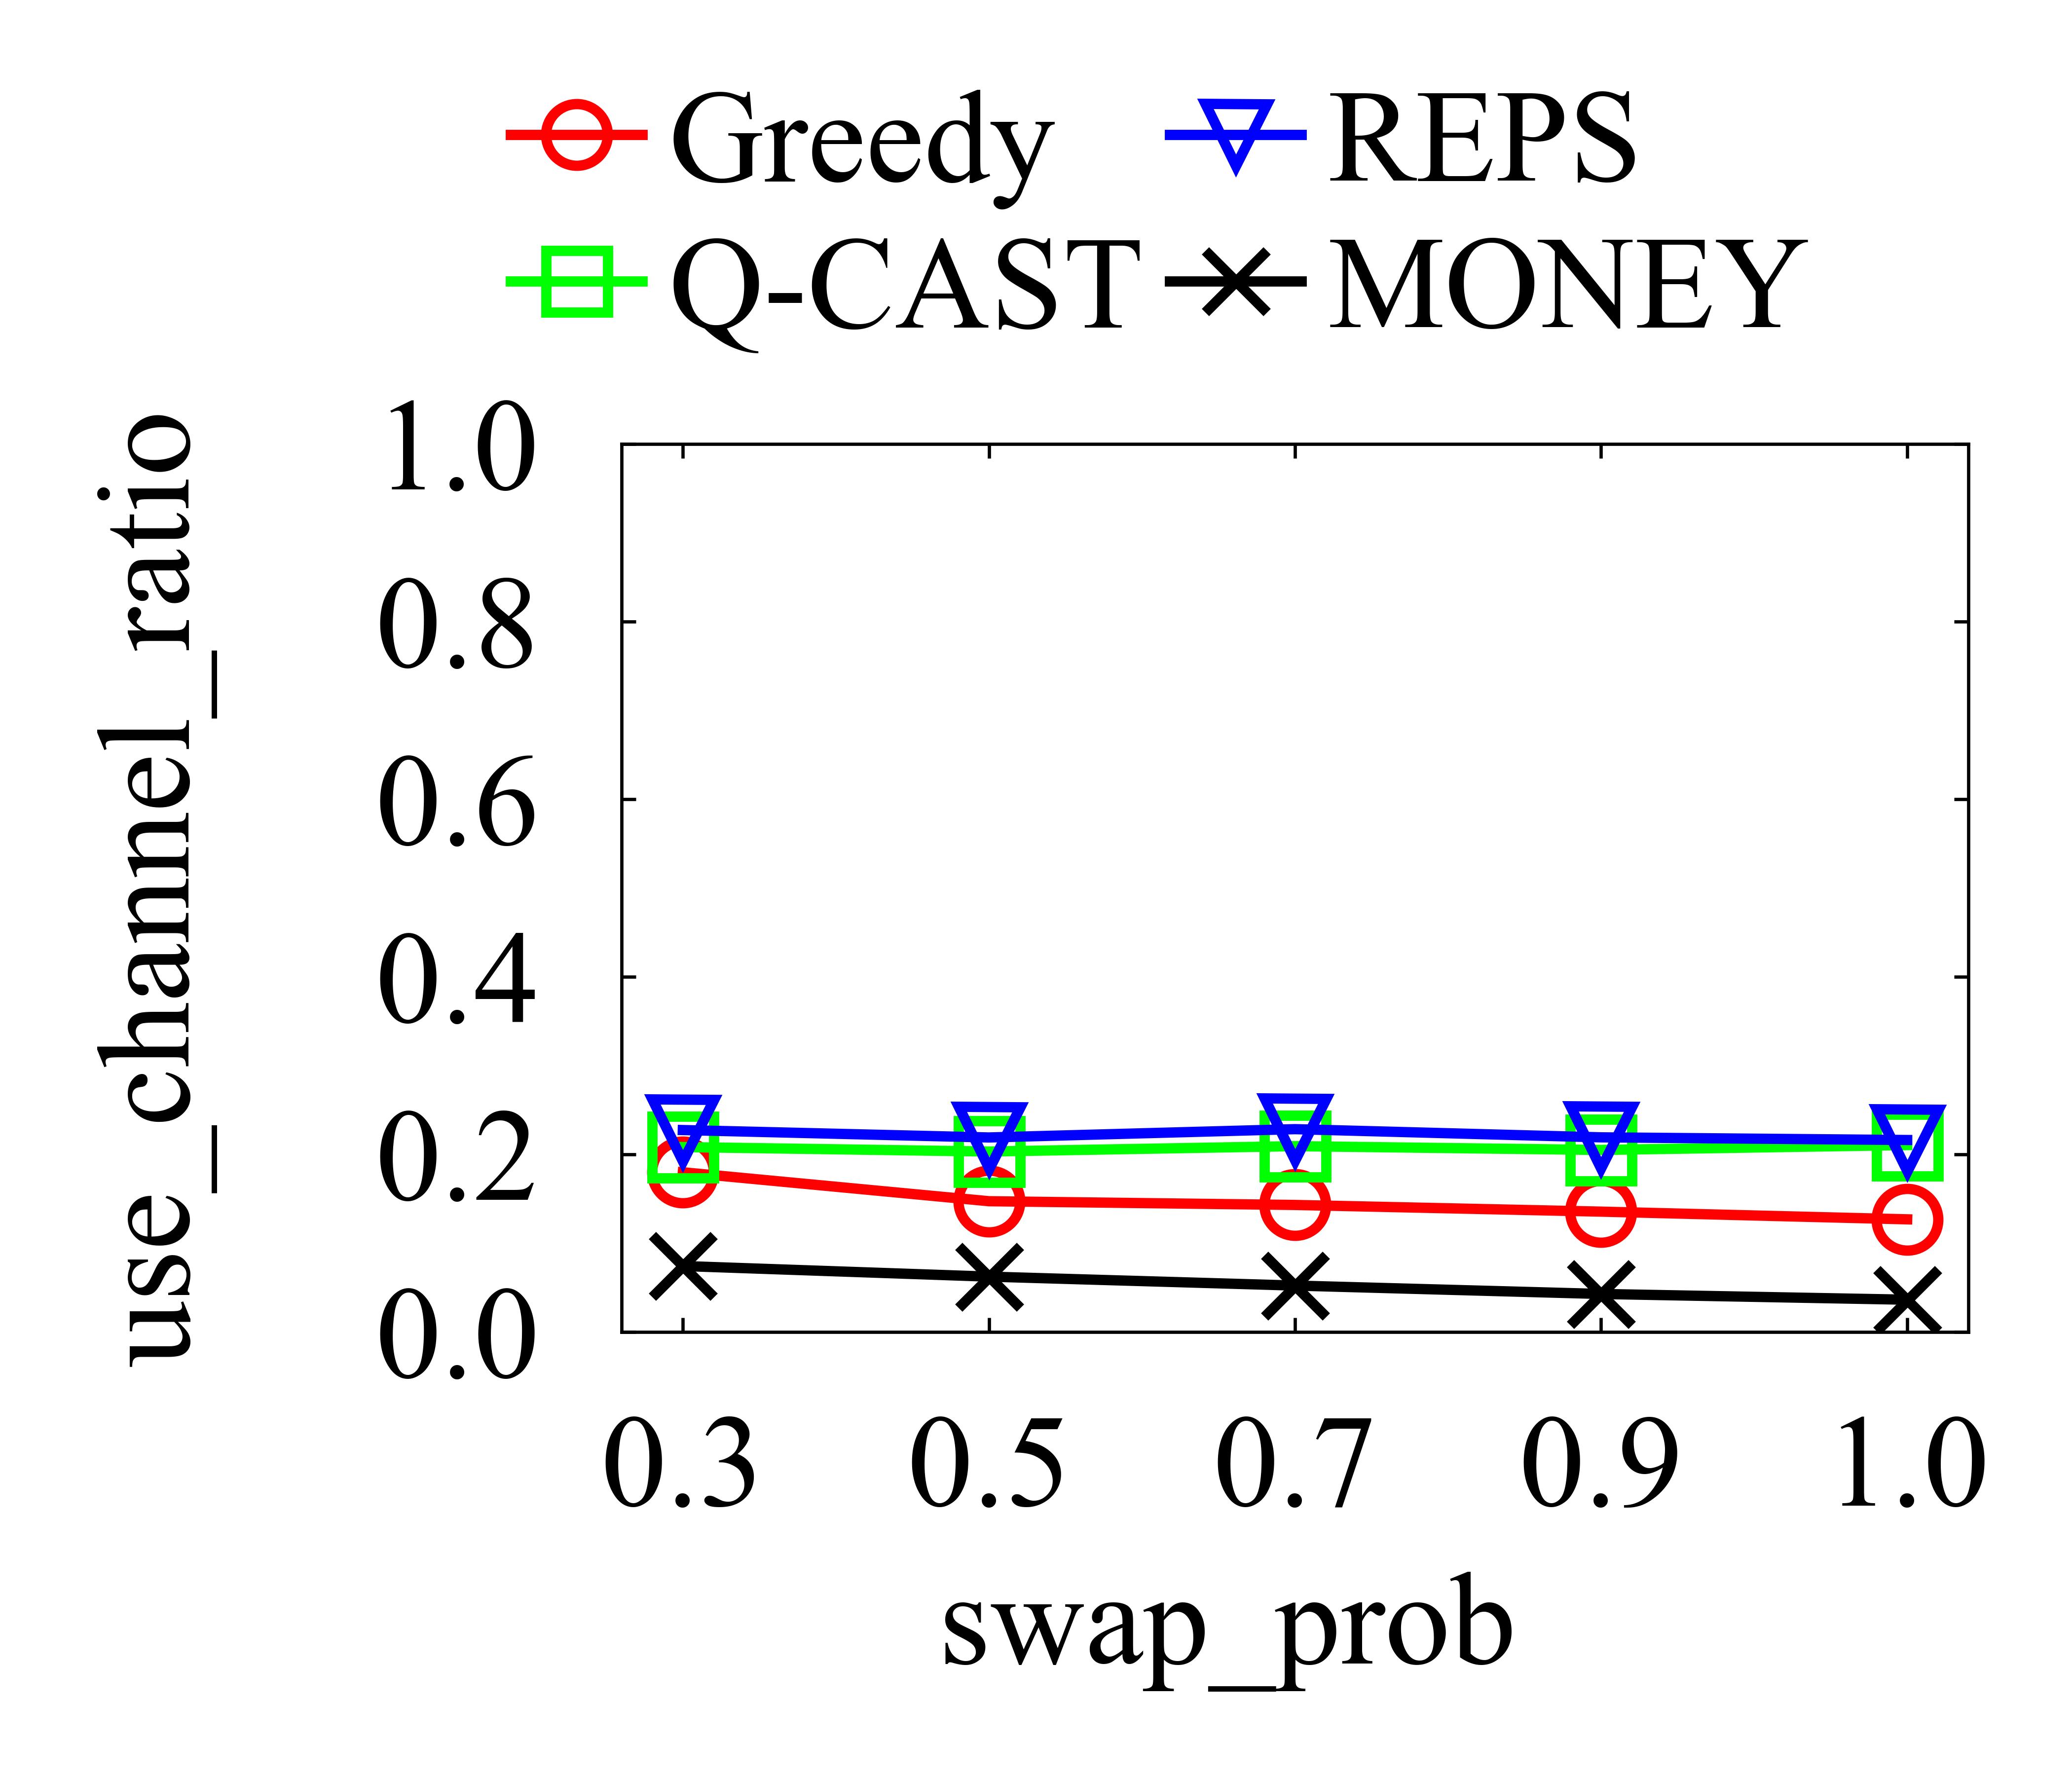 Greedy REPS
Q-CAST MONEY
use_channel_ratio
1.0
0.8
0.6
0.4
0.2
0.0
0.3 0.5 0.7 0.9 1.0
swap_prob